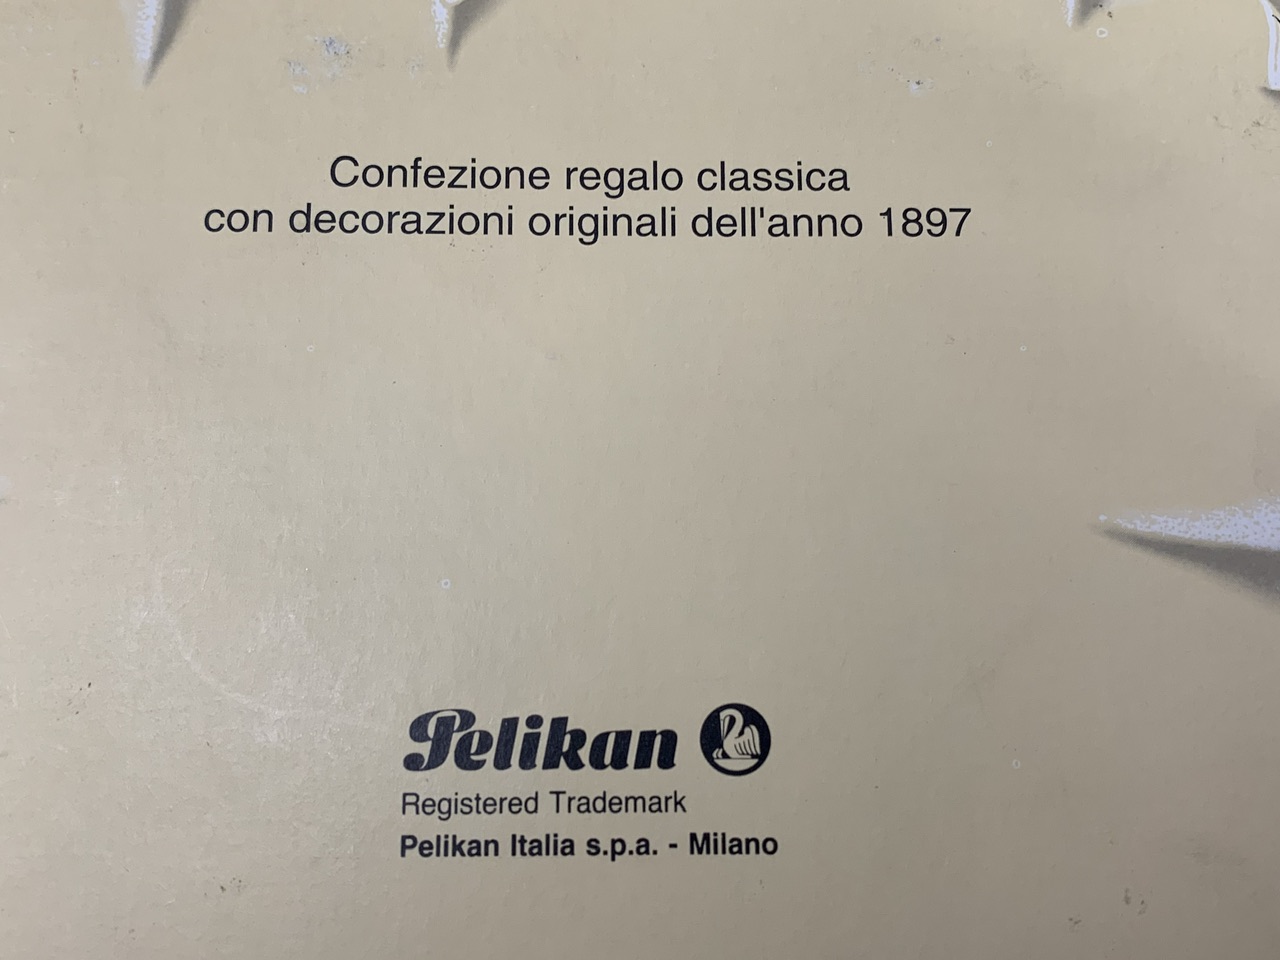 Confezione regalo classica
con decorazioni originali dell'anno 1897
Pelikan
Registered Trademark
Pelikan Italia s.p.a. - Milano